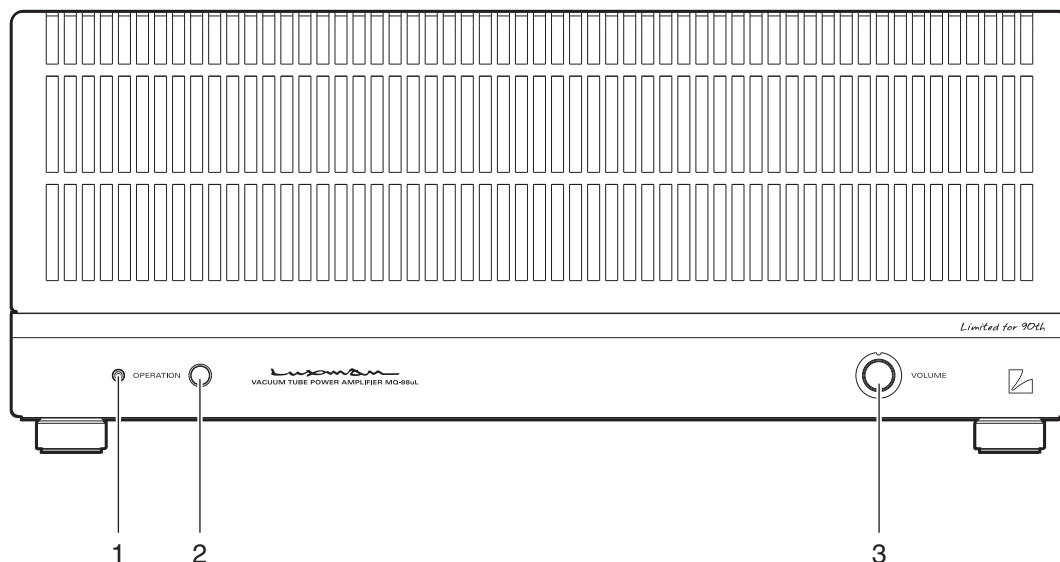 Limited for 90th
OPERATION
LUXMAN
VACUUM TUBE POWER AMPLIFIER MQ-88uL
VOLUME
1 2 3